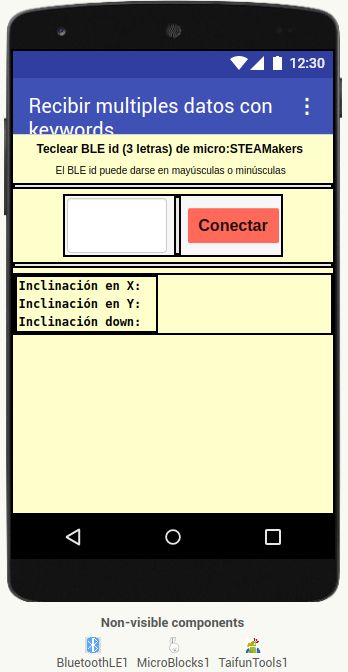 12:30
Recibir multiples datos con
keywords
Teclear BLE id (3 letras) de micro:STEAMakers
El BLE id puede darse en mayúsculas o minúsculas
Conectar
Inclinación en X:
Inclinación en Y:
Inclinación down:
Non-visible components
BluetoothLE1 MicroBlocks1 TaifunTools1